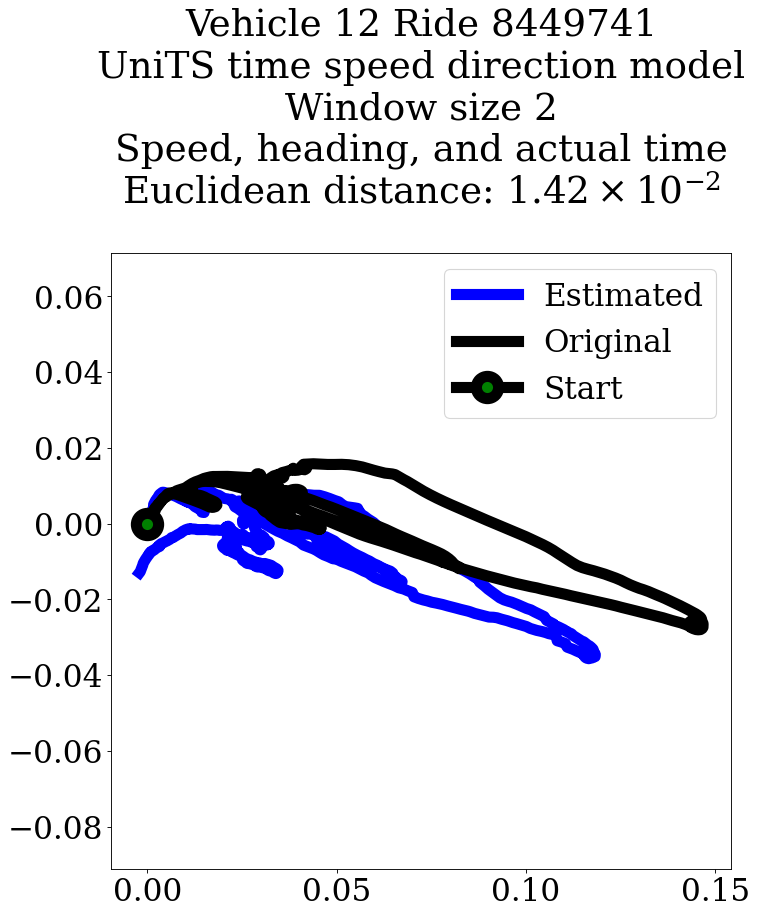 Vehicle 12 Ride 8449741
UniTS time speed direction model
Window size 2
Speed, heading, and actual time
Euclidean distance: 1.42 × 10⁻²
Estimated
Original
Start
0.06
0.04
0.02
0.00
−0.02
−0.04
−0.06
−0.08
0.00 0.05 0.10 0.15